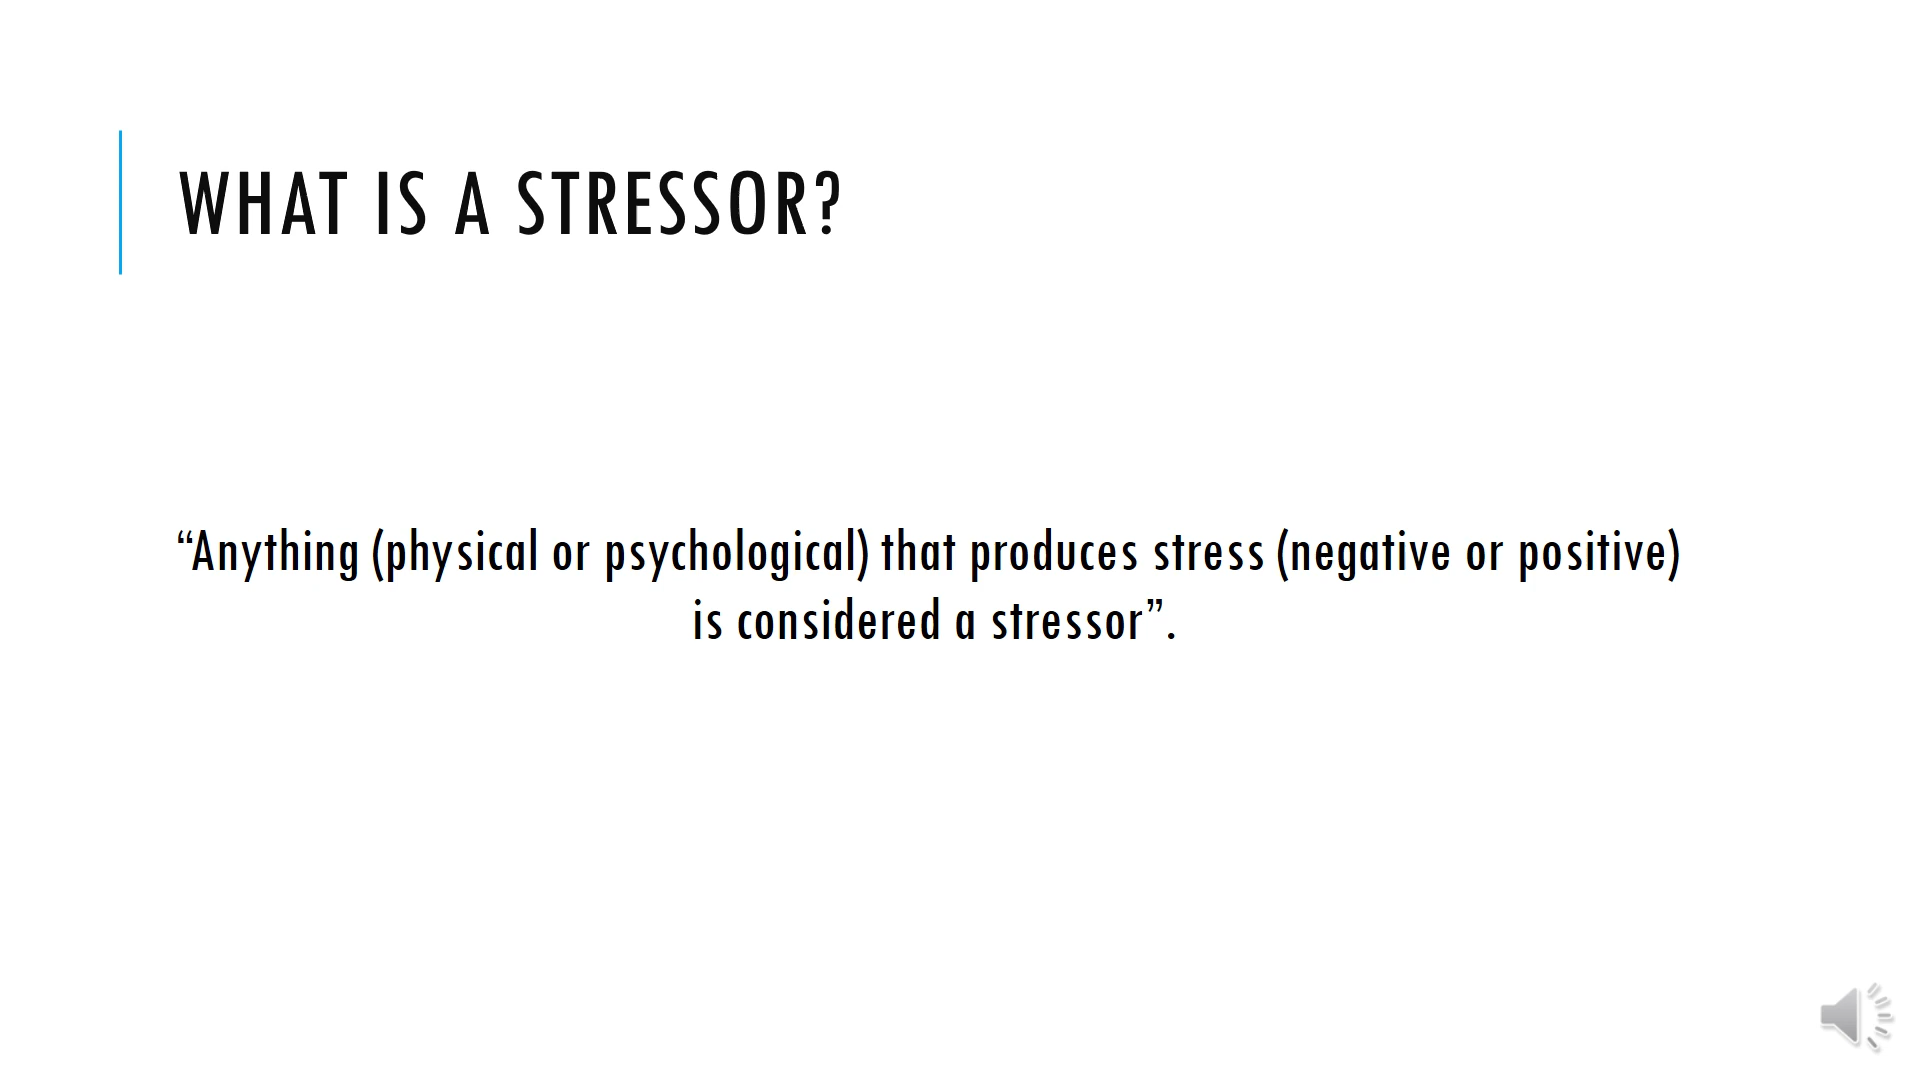 WHAT IS A STRESSOR?
“Anything (physical or psychological) that produces stress (negative or positive)
is considered a stressor”.